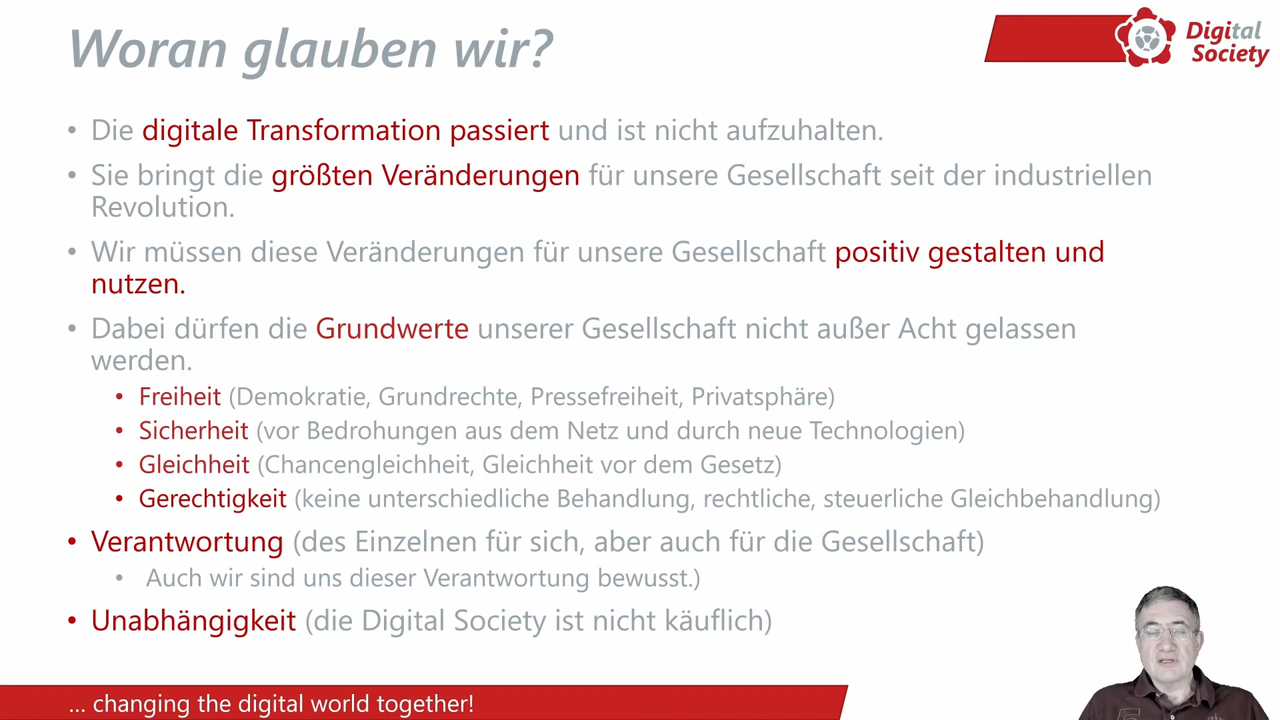 Woran glauben wir?
Digital
Society
• Die digitale Transformation passiert und ist nicht aufzuhalten.
• Sie bringt die größten Veränderungen für unsere Gesellschaft seit der industriellen
Revolution.
• Wir müssen diese Veränderungen für unsere Gesellschaft positiv gestalten und
nutzen.
• Dabei dürfen die Grundwerte unserer Gesellschaft nicht außer Acht gelassen
werden.
• Freiheit (Demokratie, Grundrechte, Pressefreiheit, Privatsphäre)
• Sicherheit (vor Bedrohungen aus dem Netz und durch neue Technologien)
• Gleichheit (Chancengleichheit, Gleichheit vor dem Gesetz)
• Gerechtigkeit (keine unterschiedliche Behandlung, rechtliche, steuerliche Gleichbehandlung)
• Verantwortung (des Einzelnen für sich, aber auch für die Gesellschaft)
• Auch wir sind uns dieser Verantwortung bewusst.)
• Unabhängigkeit (die Digital Society ist nicht käuflich)
... changing the digital world together!